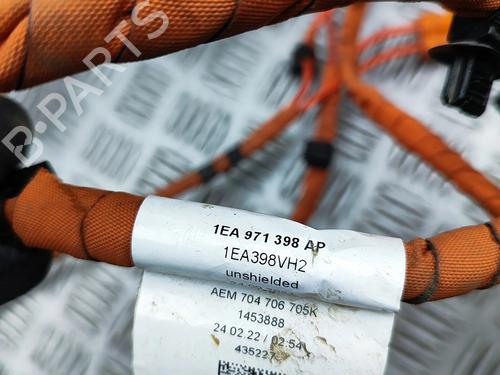 B-PARTS
1EA 971 398 AP
1EA398VH2
unshielded
AEM 704 706 705K
1453888
24 02 22 / 02:54
435227